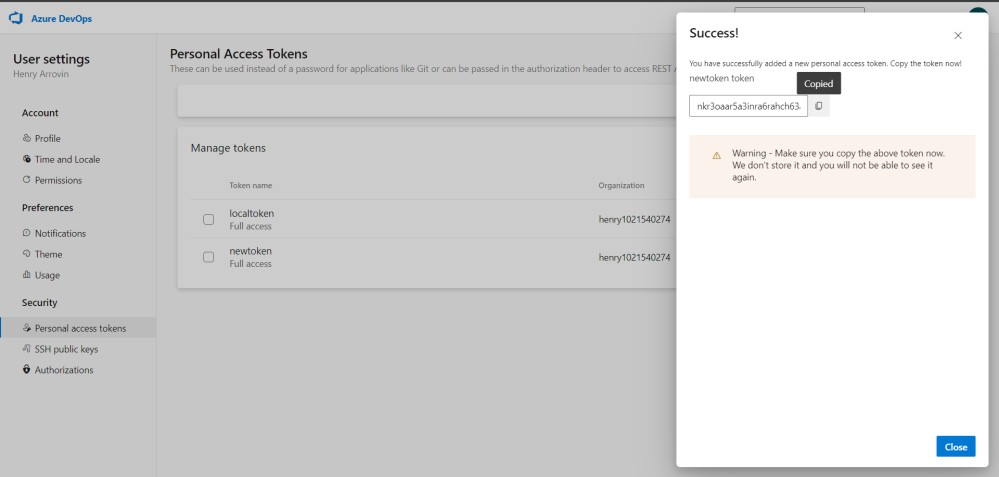 Azure DevOps
User settings
Henry Arrovin
Account
Profile
Time and Locale
Permissions
Preferences
Notifications
Theme
Usage
Security
Personal access tokens
SSH public keys
Authorizations
Personal Access Tokens
These can be used instead of a password for applications like Git or can be passed in the authorization header to access REST
Manage tokens
Token name
Organization
localtoken
Full access
henry1021540274
newtoken
Full access
henry1021540274
Success!
You have successfully added a new personal access token. Copy the token now!
newtoken token
Copied
nkr3oaar5a3inra6rahch63
Warning - Make sure you copy the above token now.
We don't store it and you will not be able to see it
again.
Close